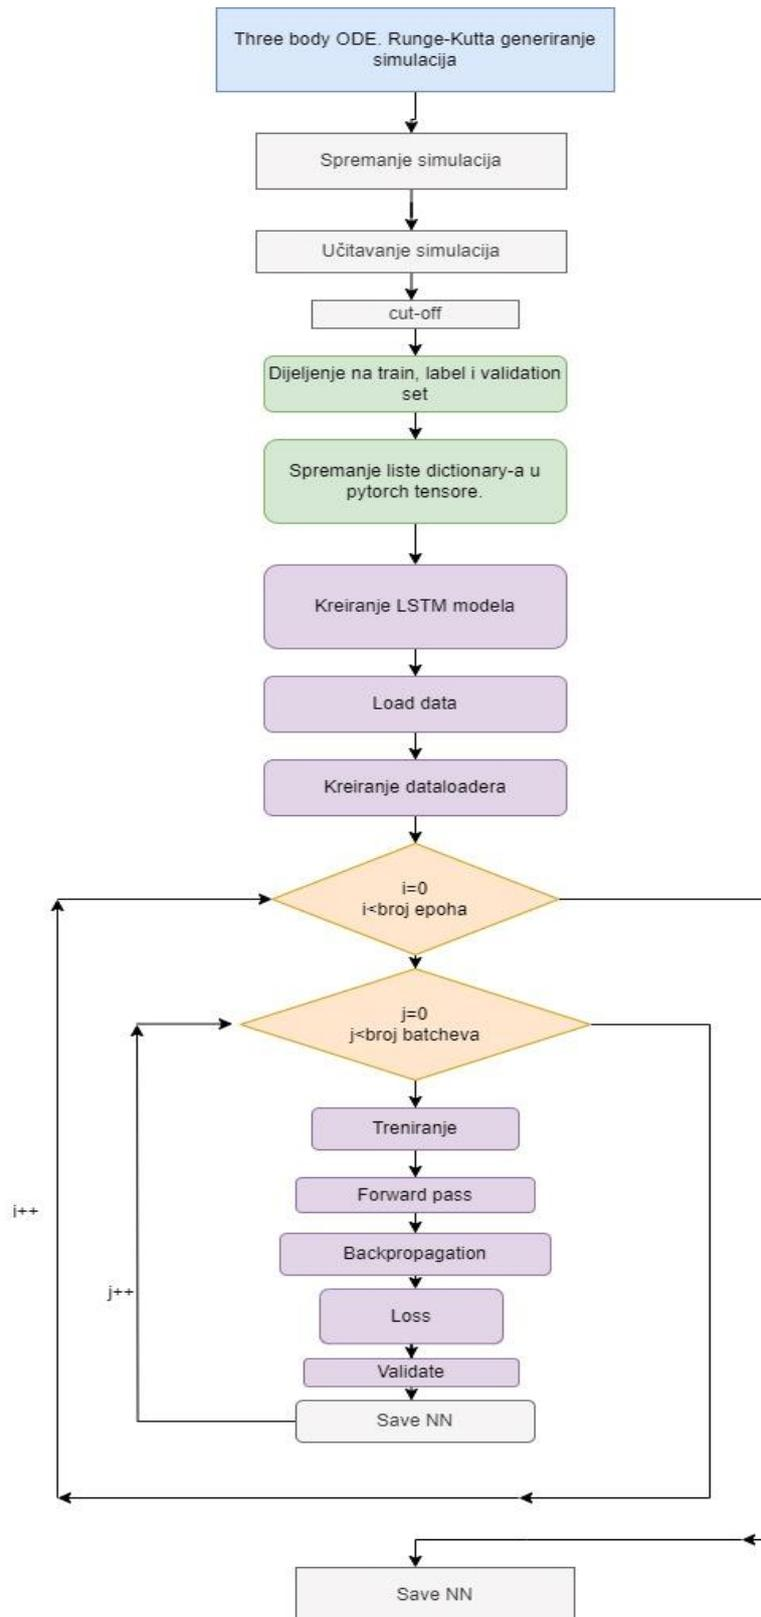 Three body ODE. Runge-Kutta generiranje
simulacija
Spremanje simulacija
Učitavanje simulacija
cut-off
Dijeljenje na train, label i validation
set
Spremanje liste dictionary-a u
pytorch tensore.
Kreiranje LSTM modela
Load data
Kreiranje dataloadera
i=0
i<broj epoha
j=0
j<broj batcheva
Treniranje
Forward pass
i++
Backpropagation
j++
Loss
Validate
Save NN
Save NN